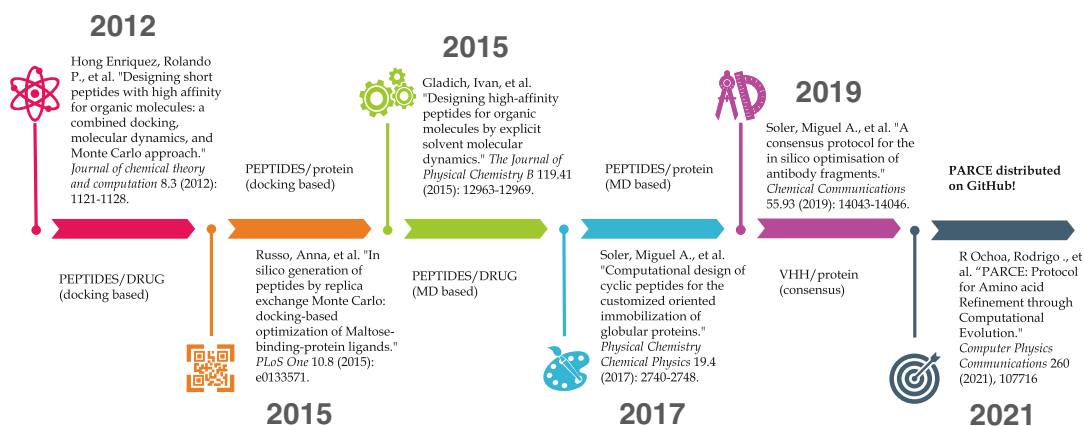 2012
Hong Enriquez, Rolando
P., et al. "Designing short
peptides with high affinity
for organic molecules: a
combined docking,
molecular dynamics, and
Monte Carlo approach."
Journal of chemical theory
and computation 8.3 (2012):
1121-1128.
PEPTIDES/DRUG
(docking based)
PEPTIDES/protein
(docking based)
Russo, Anna, et al. "In
silico generation of
peptides by replica
exchange Monte Carlo:
docking-based
optimization of Maltose-
binding-protein ligands."
PLoS One 10.8 (2015):
e0133571.
2015
2015
Gladich, Ivan, et al.
"Designing high-affinity
peptides for organic
molecules by explicit
solvent molecular
dynamics." The Journal of
Physical Chemistry B 119.41
(2015): 12963-12969.
PEPTIDES/DRUG
(MD based)
PEPTIDES/protein
(MD based)
Soler, Miguel A., et al.
"Computational design of
cyclic peptides for the
customized oriented
immobilization of
globular proteins."
Physical Chemistry
Chemical Physics 19.4
(2017): 2740-2748.
2017
2019
Soler, Miguel A., et al. "A
consensus protocol for the
in silico optimisation of
antibody fragments."
Chemical Communications
55.93 (2019): 14043-14046.
VHH/protein
(consensus)
PARCE distributed
on GitHub!
R Ochoa, Rodrigo ., et
al. “PARCE: Protocol
for Amino acid
Refinement through
Computational
Evolution."
Computer Physics
Communications 260
(2021), 107716
2021